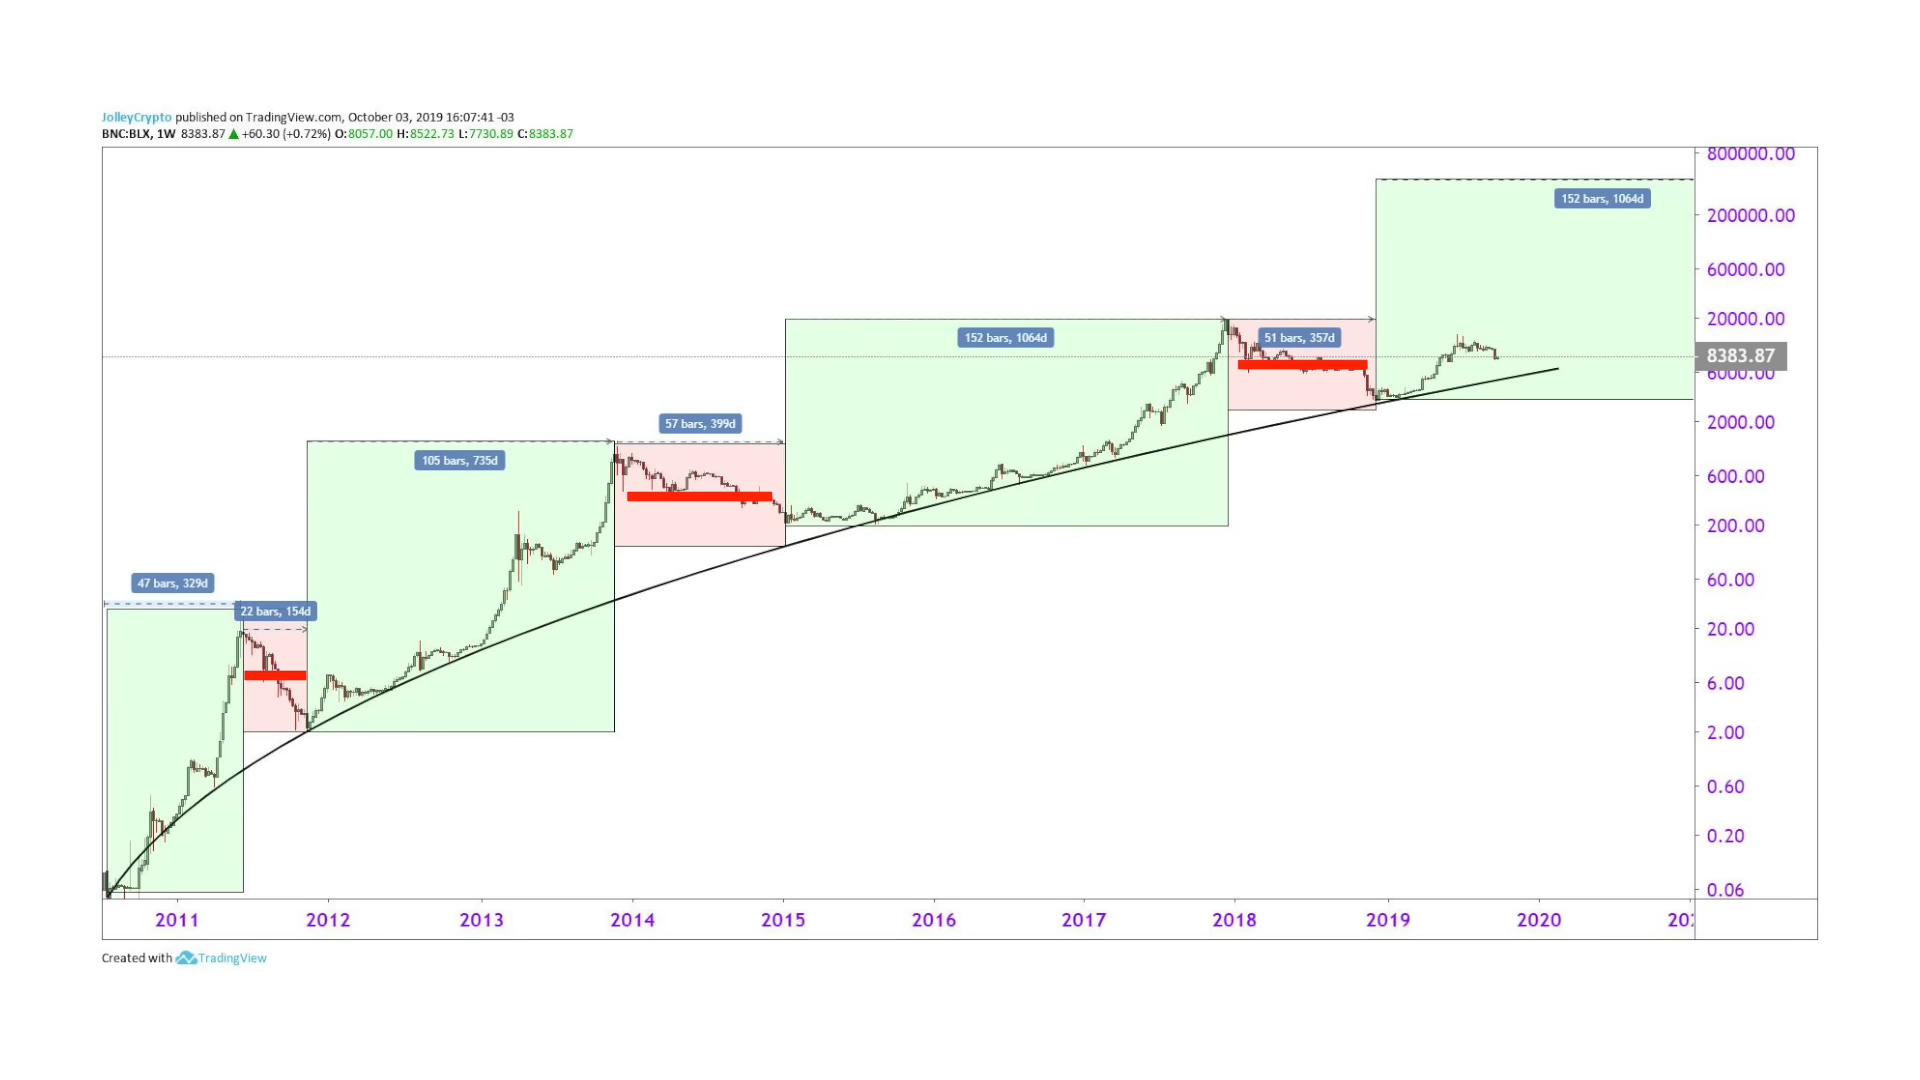 JolleyCrypto published on TradingView.com, October 03, 2019 16:07:41 -03
BNC:BLX, 1W 8383.87 ▲ +60.30 (+0.72%) O:8057.00 H:8522.73 L:7730.89 C:8383.87
800000.00
152 bars, 1064d
200000.00
60000.00
20000.00
152 bars, 1064d
51 bars, 357d
8383.87
6000.00
57 bars, 399d
2000.00
105 bars, 735d
600.00
200.00
47 bars, 329d
60.00
22 bars, 154d
20.00
6.00
2.00
0.60
0.20
0.06
2011 2012 2013 2014 2015 2016 2017 2018 2019 2020
Created with TradingView